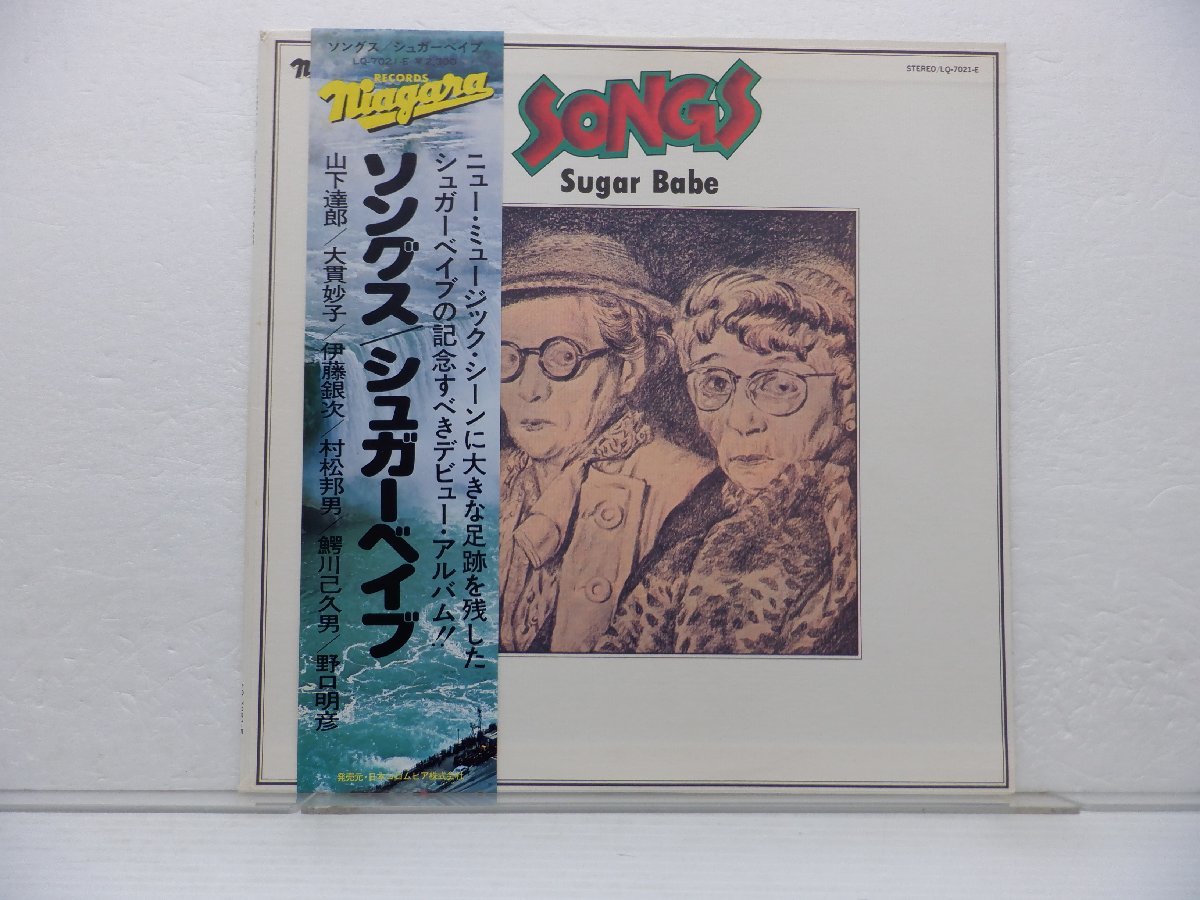 ソングス/シュガーベイブ
LQ-7021-E ¥2,300
RECORDS
Niagara
ニュー・ミュージック・シーンに大きな足跡を残した
シュガーベイブの記念すべきデビュー・アルバム!!
ソングス/シュガーベイブ
山下達郎/大貫妙子/伊藤銀次/村松邦男/鰐川己久男/野口明彦
発売元・日本コロムビア株式会社
STEREO/LQ-7021-E
SONGS
Sugar Babe